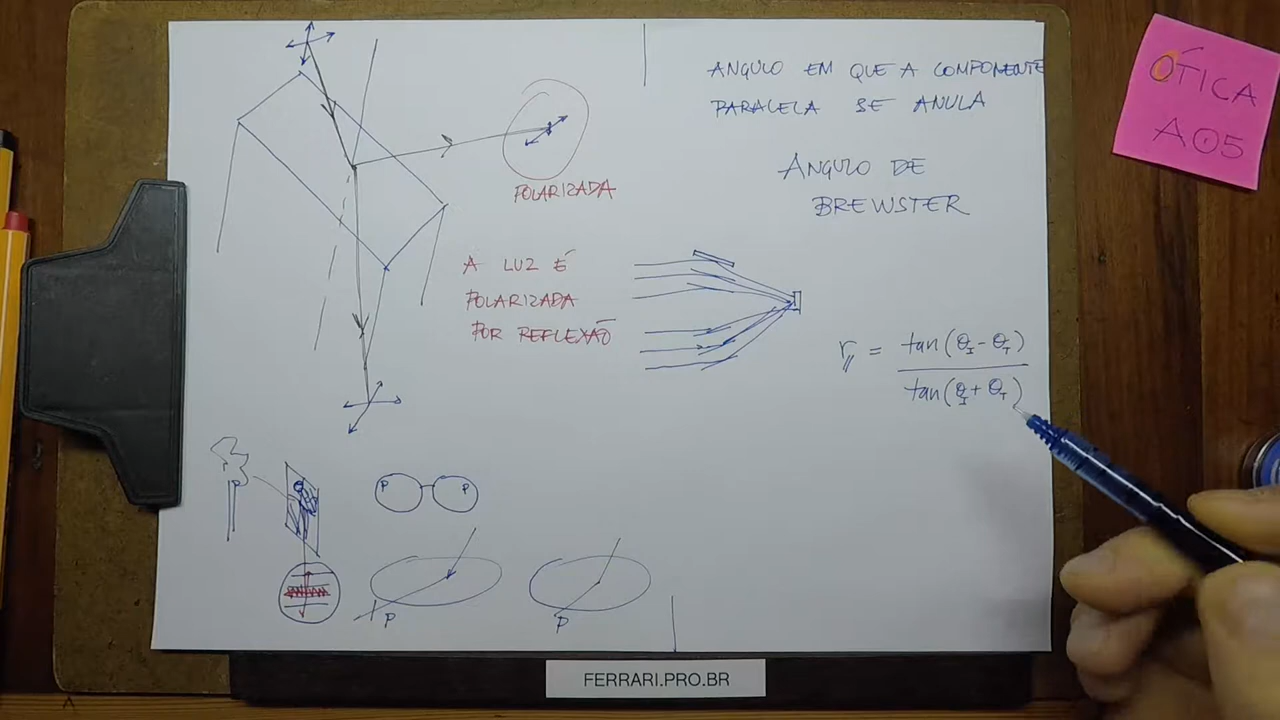 ÓTICA
A05
ANGULO EM QUE A COMPONENTE
PARALELA SE ANULA
ANGULO DE
BREWSTER
POLARIZADA
A LUZ É
POLARIZADA
POR REFLEXÃO
r// = tan(θI - θT)
tan(θI + θT)
P P
P
P
FERRARI.PRO.BR